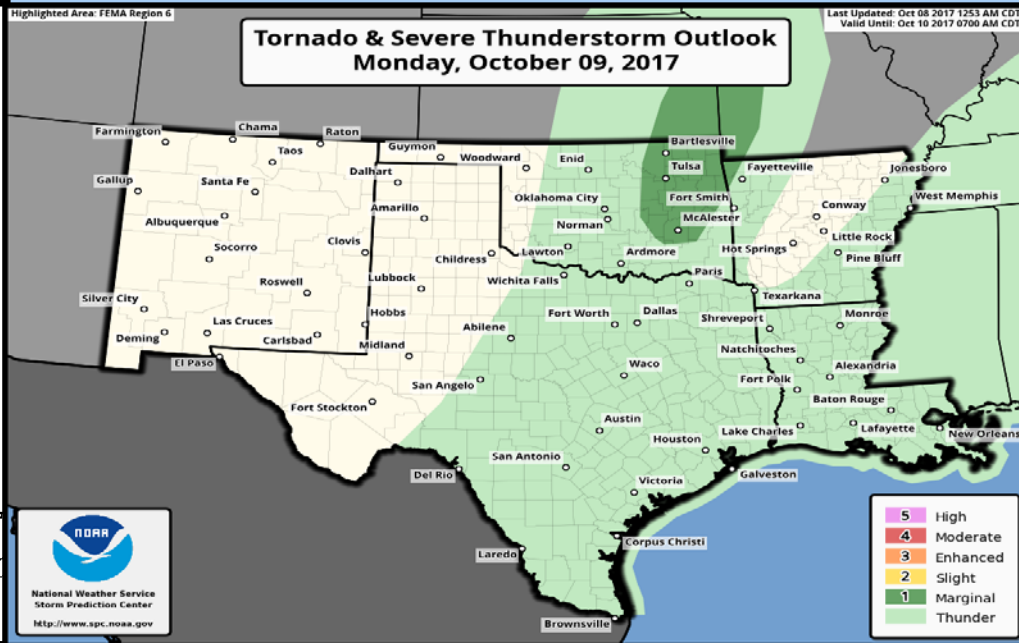 Highlighted Area: FEMA Region 6
Last Updated: Oct 08 2017 1253 AM CDT
Valid Until: Oct 10 2017 0700 AM CDT
Tornado & Severe Thunderstorm Outlook
Monday, October 09, 2017
Farmington
Chama
Raton
Taos
Guymon
Woodward
Enid
Bartlesville
Tulsa
Fayetteville
Jonesboro
Gallup
Santa Fe
Dalhart
Amarillo
Oklahoma City
Fort Smith
Conway
West Memphis
Albuquerque
Norman
McAlester
Socorro
Clovis
Childress
Lawton
Ardmore
Hot Springs
Little Rock
Pine Bluff
Roswell
Lubbock
Wichita Falls
Paris
Texarkana
Silver City
Las Cruces
Hobbs
Abilene
Fort Worth
Dallas
Shreveport
Monroe
Deming
Carlsbad
Midland
Natchitoches
El Paso
San Angelo
Waco
Fort Polk
Alexandria
Fort Stockton
Austin
Baton Rouge
Houston
Lake Charles
Lafayette
New Orleans
Del Rio
San Antonio
Galveston
Victoria
Laredo
Corpus Christi
Brownsville
NOAA
National Weather Service
Storm Prediction Center
http://www.spc.noaa.gov
5 High
4 Moderate
3 Enhanced
2 Slight
1 Marginal
Thunder